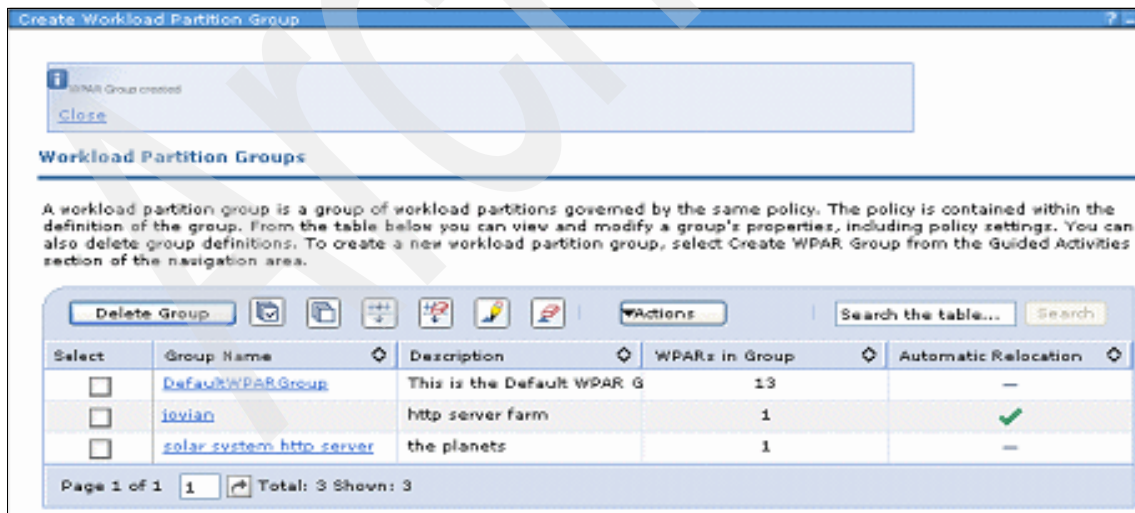 Create Workload Partition Group ? –
i WPAR Group created
Close
Workload Partition Groups
A workload partition group is a group of workload partitions governed by the same policy. The policy is contained within the
definition of the group. From the table below you can view and modify a group's properties, including policy settings. You can
also delete group definitions. To create a new workload partition group, select Create WPAR Group from the Guided Activities
section of the navigation area.
Delete Group Actions Search the table... Search
Select Group Name Description WPARs in Group Automatic Relocation
DefaultWPARGroup This is the Default WPAR G 13 –
jovian http server farm 1
solar system http server the planets 1 –
Page 1 of 1 1 Total: 3 Shown: 3